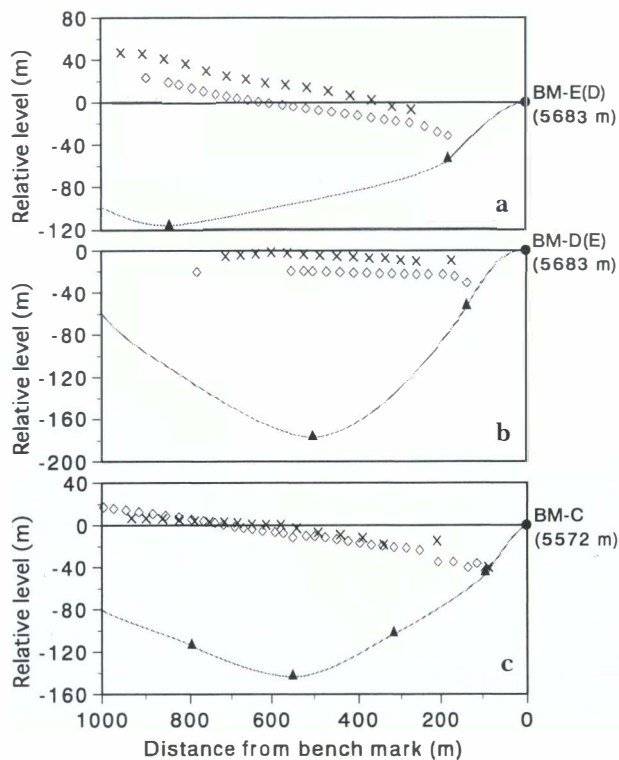 80
40
0
-40
-80
-120
Relative level (m)
a
BM-E(D)
(5683 m)
0
-40
-80
-120
-160
-200
Relative level (m)
b
BM-D(E)
(5683 m)
40
0
-40
-80
-120
-160
Relative level (m)
c
BM-C
(5572 m)
1000 800 600 400 200 0
Distance from bench mark (m)